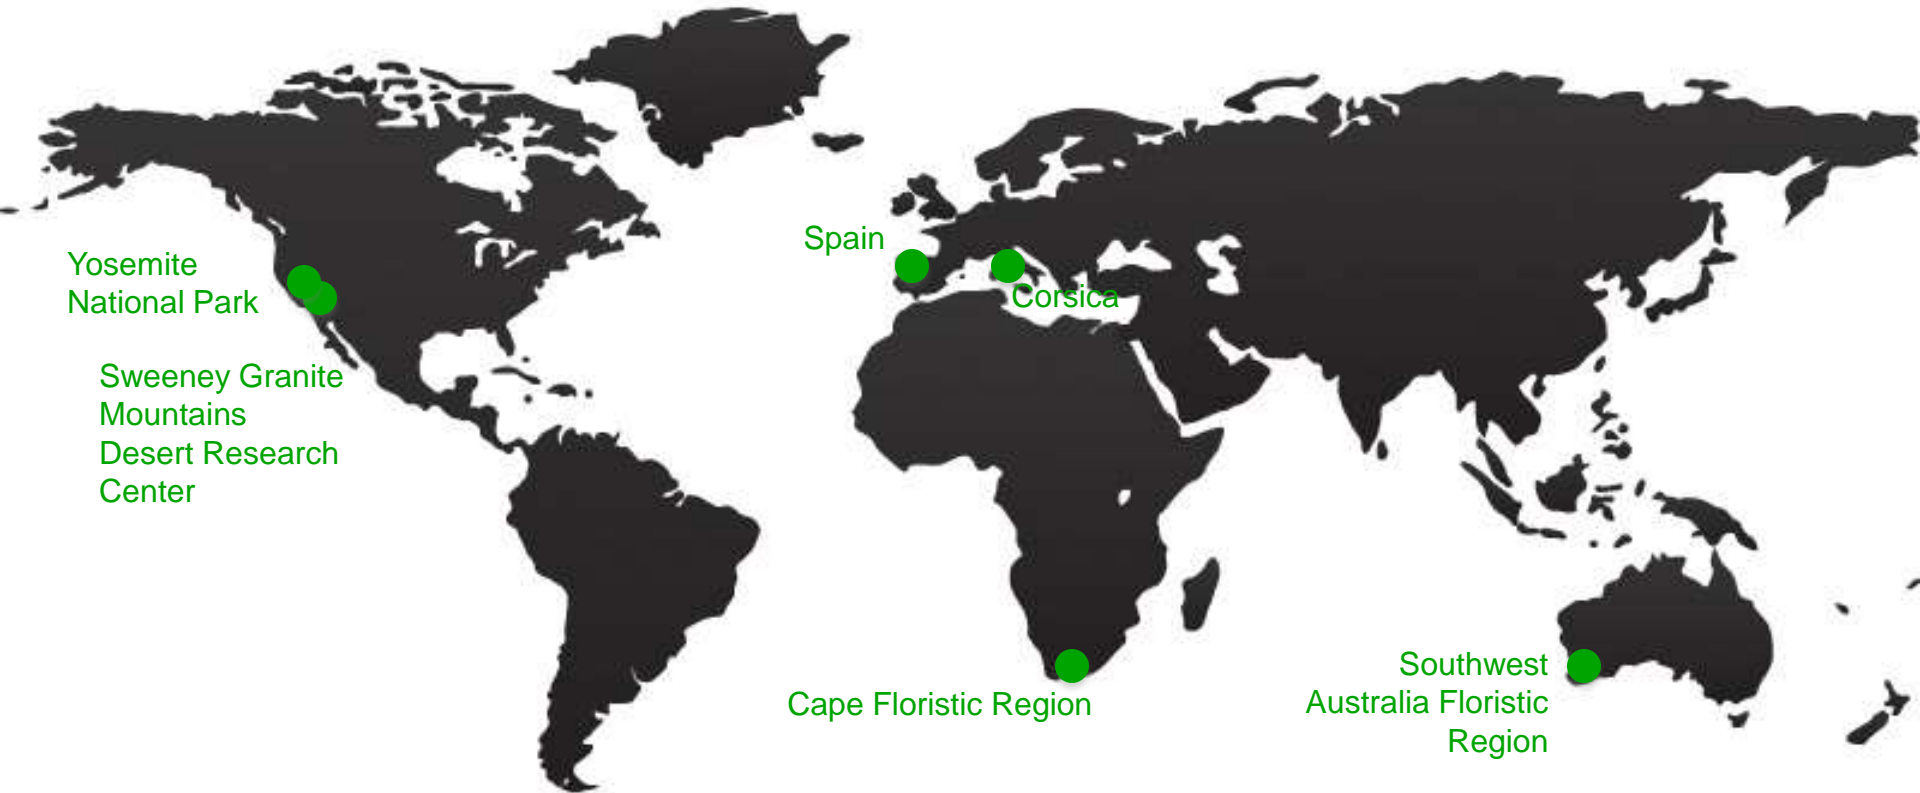 Spain
Yosemite
National Park
Corsica
Sweeney Granite
Mountains
Desert Research
Center
Cape Floristic Region
Southwest
Australia Floristic
Region